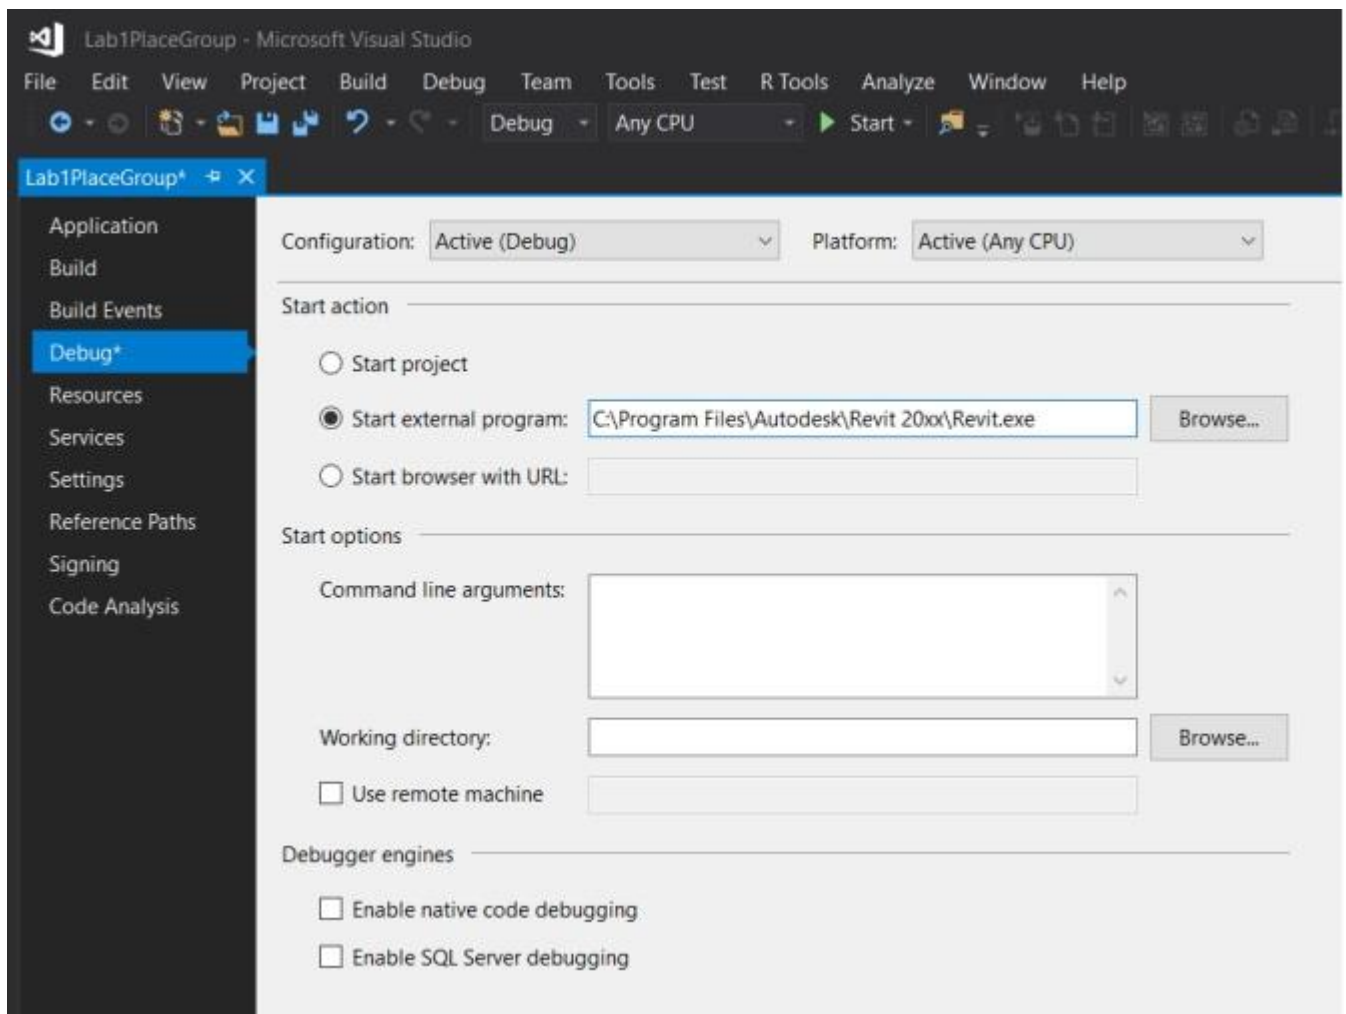 Lab1PlaceGroup - Microsoft Visual Studio
File Edit View Project Build Debug Team Tools Test R Tools Analyze Window Help
Debug Any CPU Start
Lab1PlaceGroup*
Application
Build
Build Events
Debug*
Resources
Services
Settings
Reference Paths
Signing
Code Analysis
Configuration: Active (Debug) Platform: Active (Any CPU)
Start action
Start project
Start external program: C:\Program Files\Autodesk\Revit 20xx\Revit.exe Browse...
Start browser with URL:
Start options
Command line arguments:
Working directory: Browse...
Use remote machine
Debugger engines
Enable native code debugging
Enable SQL Server debugging